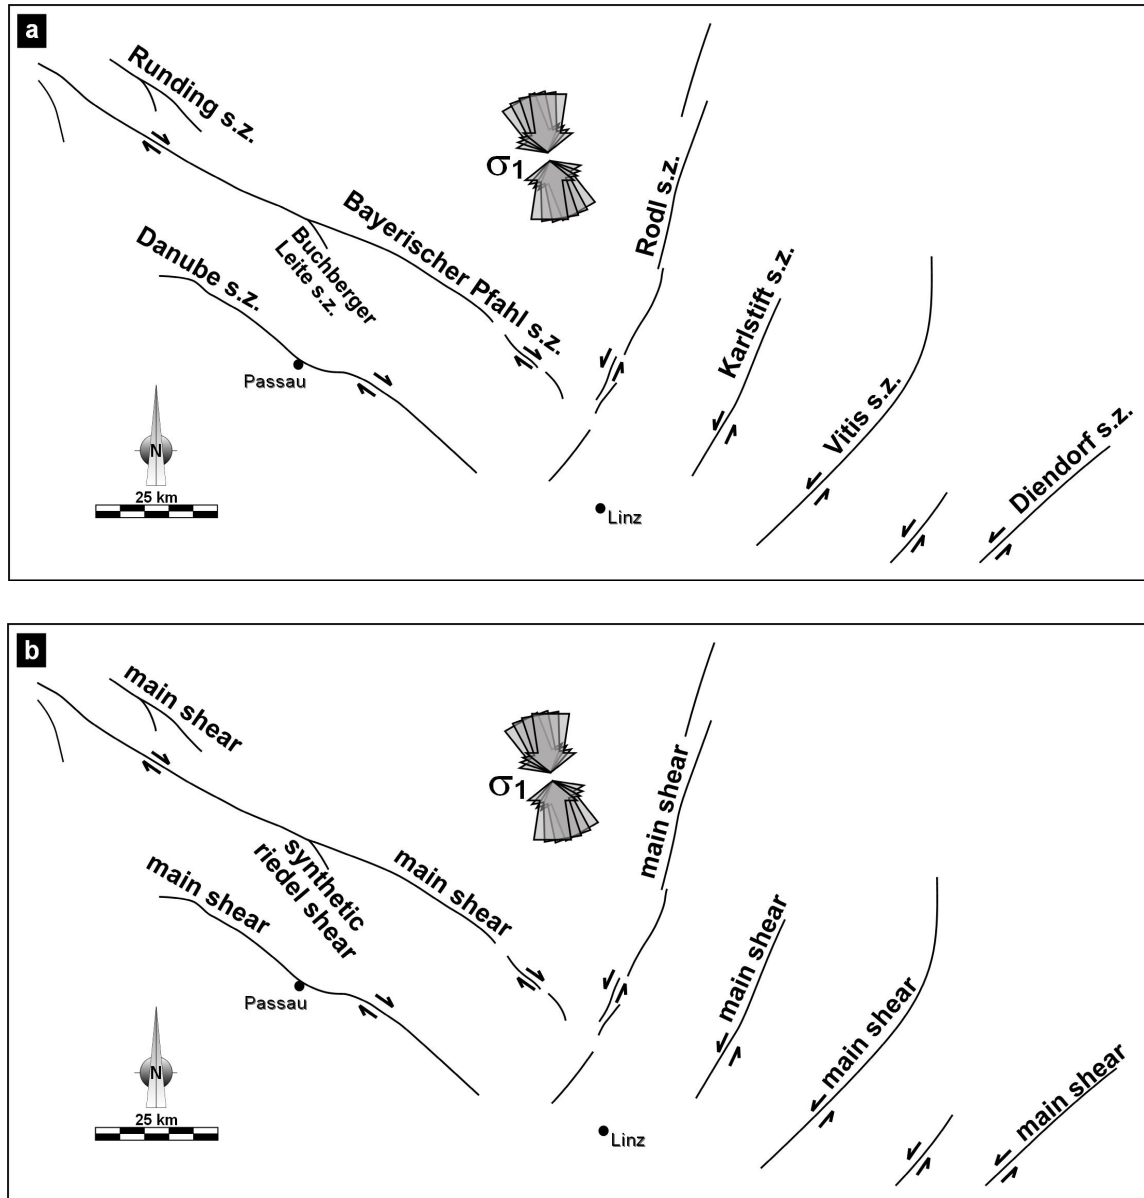 a
Runding s.z.
σ1
Rodl s.z.
Bayerischer Pfahl s.z.
Danube s.z.
Buchberger
Leite s.z.
Karlstift s.z.
Passau
Vitis s.z.
Diendorf s.z.
N
25 km
Linz
b
main shear
σ1
main shear
main shear
main shear
synthetic
riedel shear
main shear
Passau
main shear
main shear
N
25 km
Linz